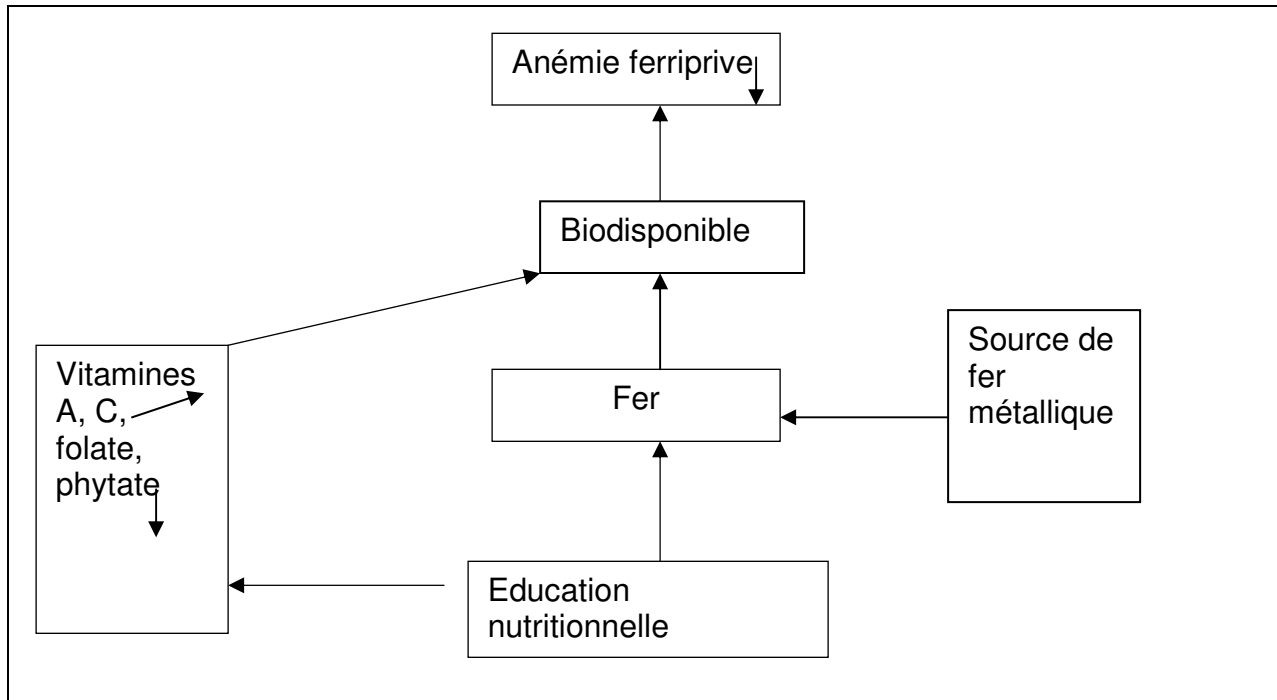 Anémie ferriprive
Biodisponible
Source de
fer
métallique
Vitamines
A, C,
folate,
phytate
Fer
Education
nutritionnelle